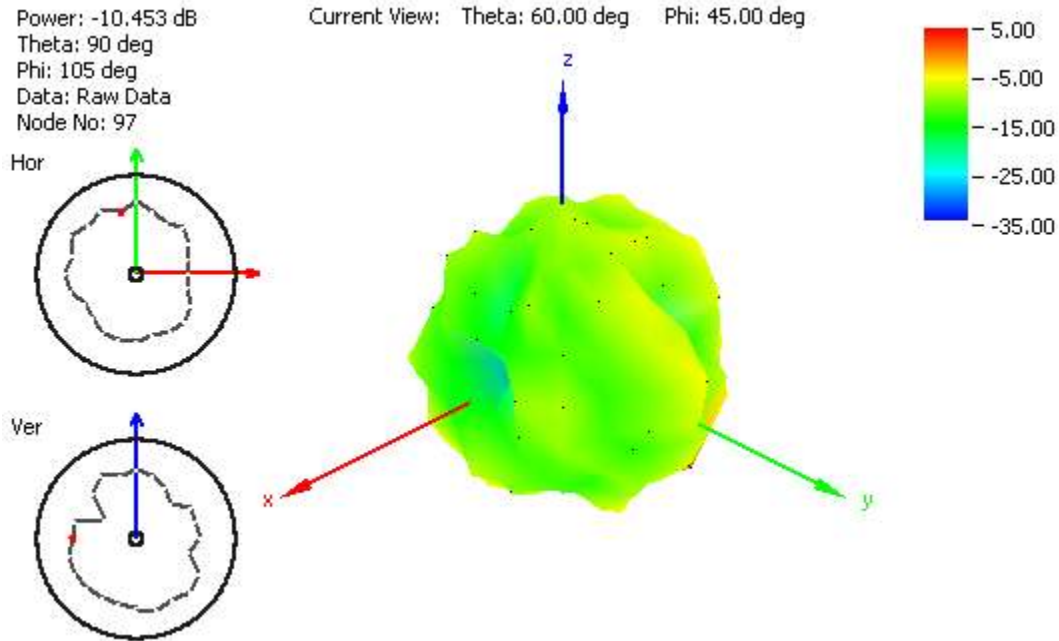 Power: -10.453 dB
Theta: 90 deg
Phi: 105 deg
Data: Raw Data
Node No: 97
Current View: Theta: 60.00 deg Phi: 45.00 deg
5.00
-5.00
-15.00
-25.00
-35.00
Hor
Ver
z
x
y